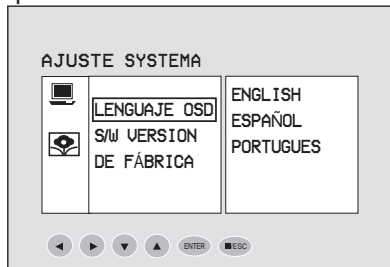 AJUSTE SYSTEMA
LENGUAJE OSD
S/W VERSION
DE FÁBRICA
ENGLISH
ESPAÑOL
PORTUGUES
ENTER
■/ESC